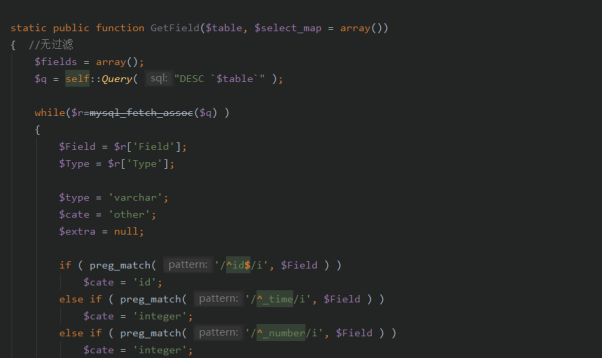 static public function GetField($table, $select_map = array())
{  //无过滤
    $fields = array();
    $q = self::Query( sql: "DESC `$table`" );
    while($r=mysql_fetch_assoc($q) )
    {
        $Field = $r['Field'];
        $Type = $r['Type'];
        $type = 'varchar';
        $cate = 'other';
        $extra = null;
        if ( preg_match( pattern: '/^id$/i', $Field ) )
            $cate = 'id';
        else if ( preg_match( pattern: '/^_time/i', $Field ) )
            $cate = 'integer';
        else if ( preg_match( pattern: '/^_number/i', $Field ) )
            $cate = 'integer';